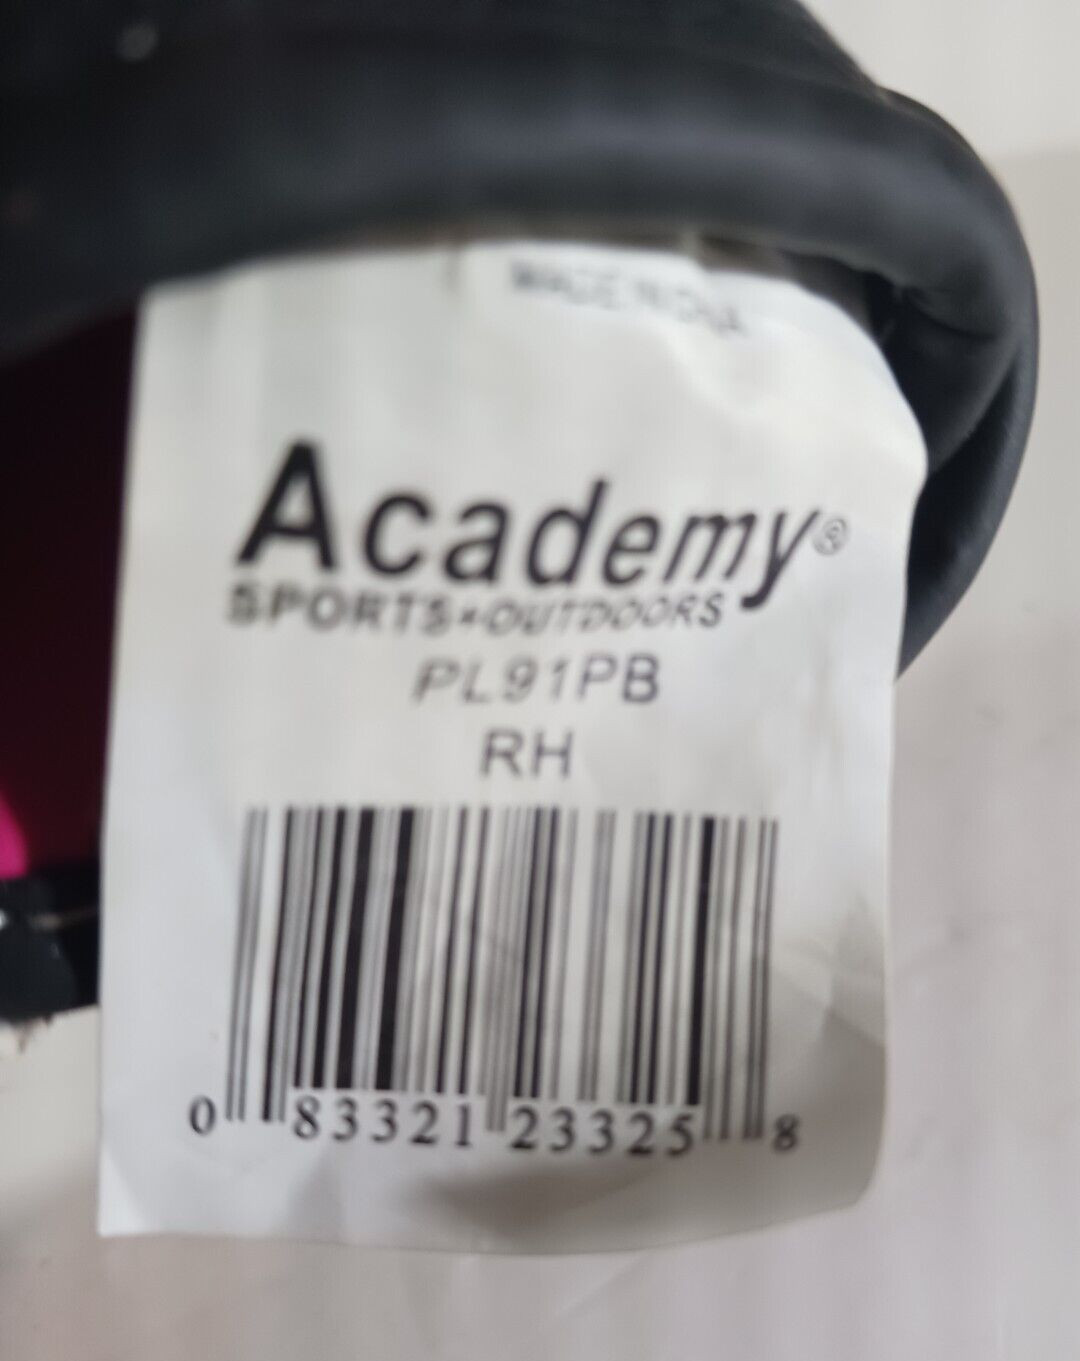 MADE IN CHINA
Academy®
SPORTS+OUTDOORS
PL91PB
RH
0 83321 23325 8